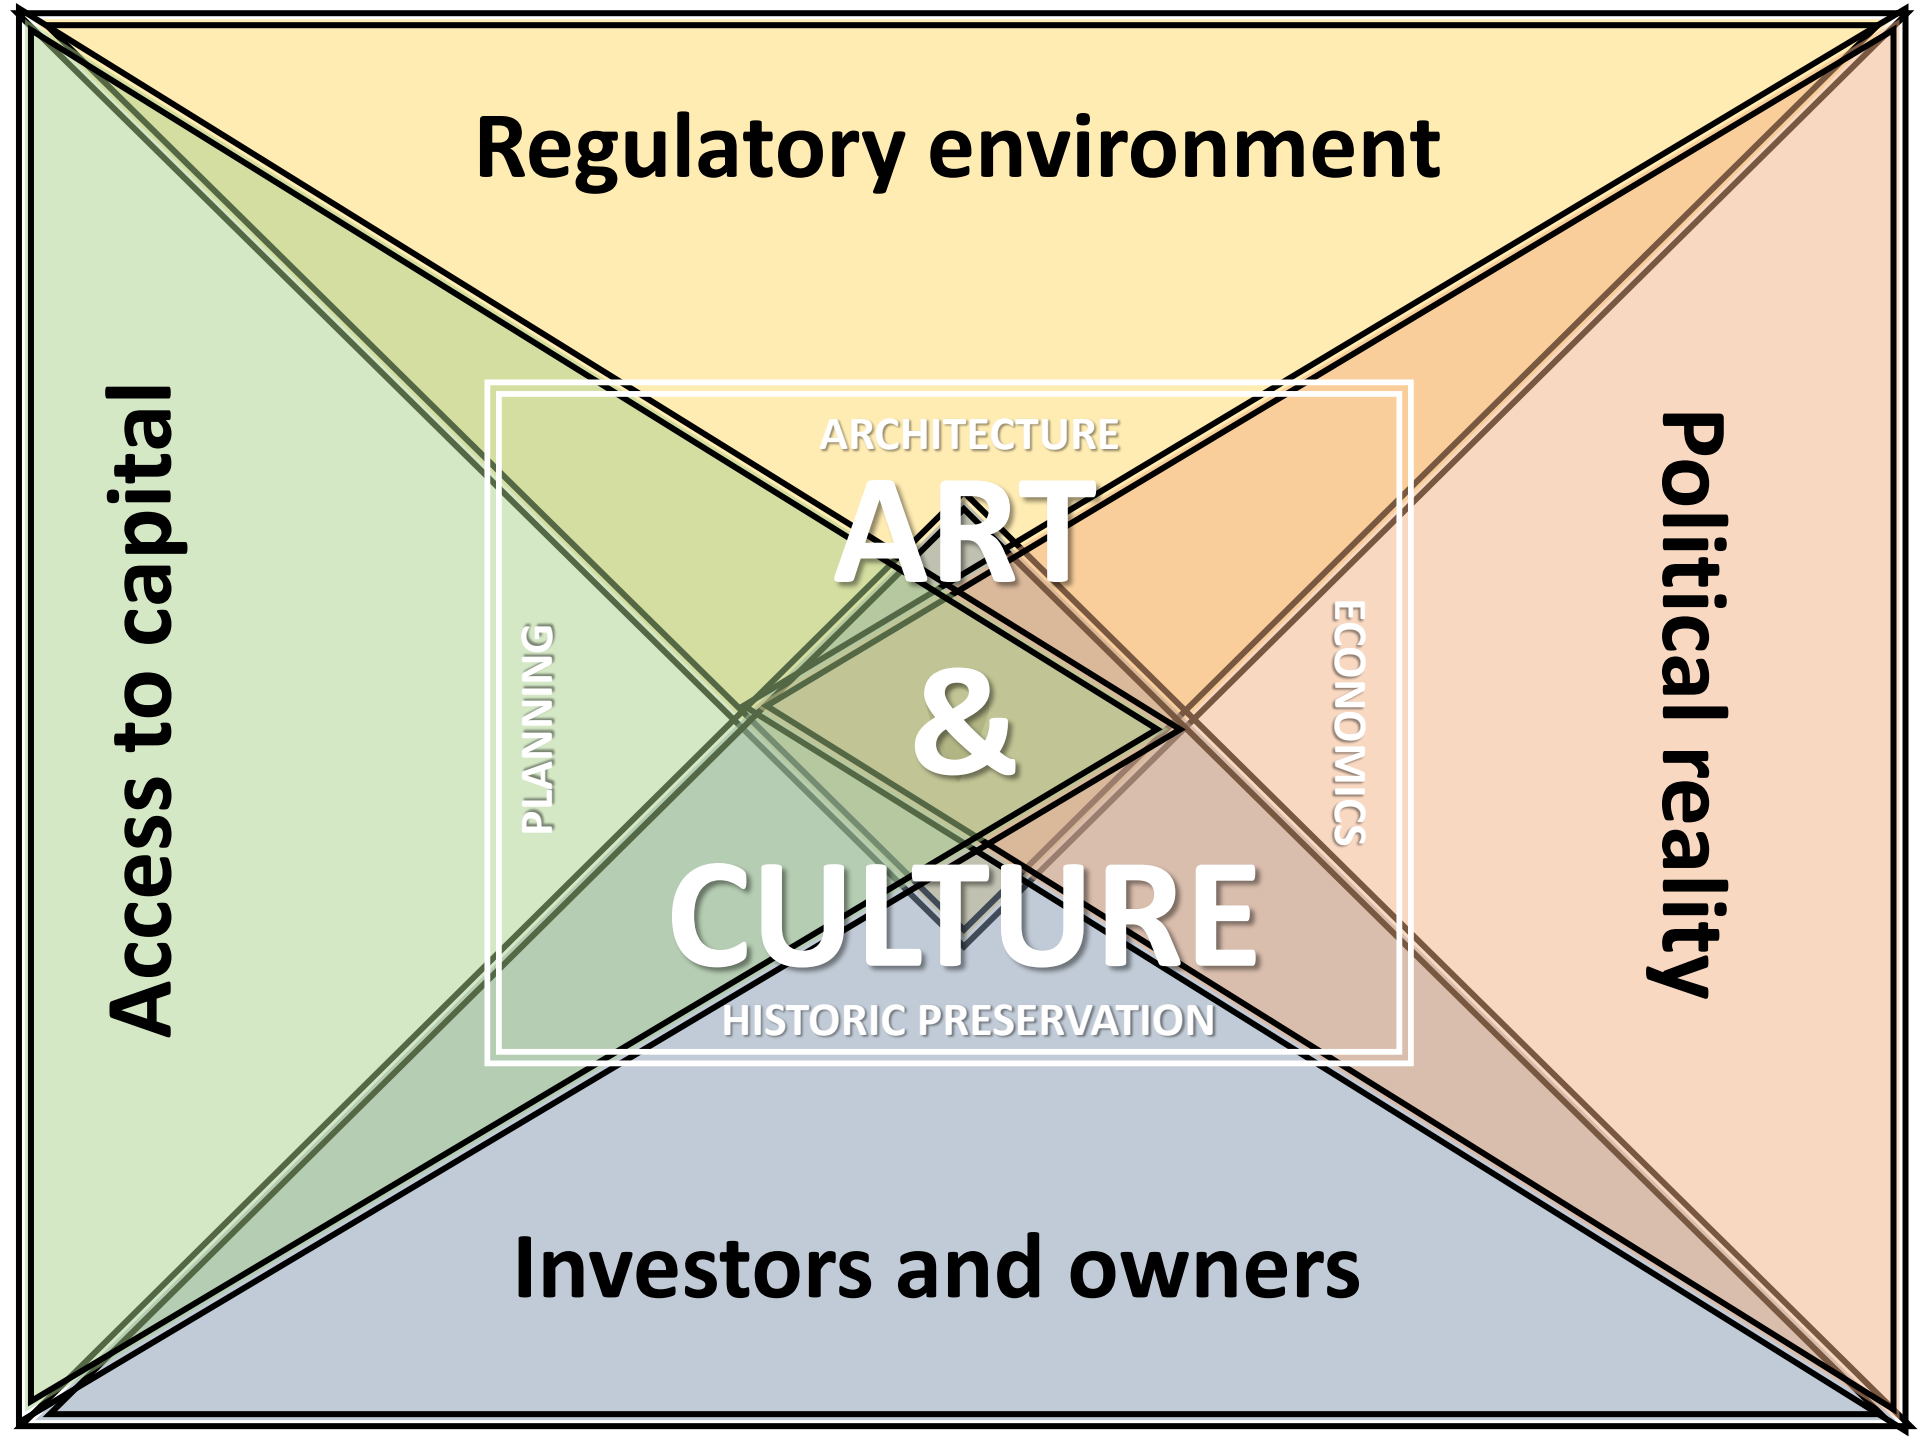 Regulatory environment
Access to capital
ARCHITECTURE
ART
&
CULTURE
PLANNING
ECONOMICS
HISTORIC PRESERVATION
Political reality
Investors and owners